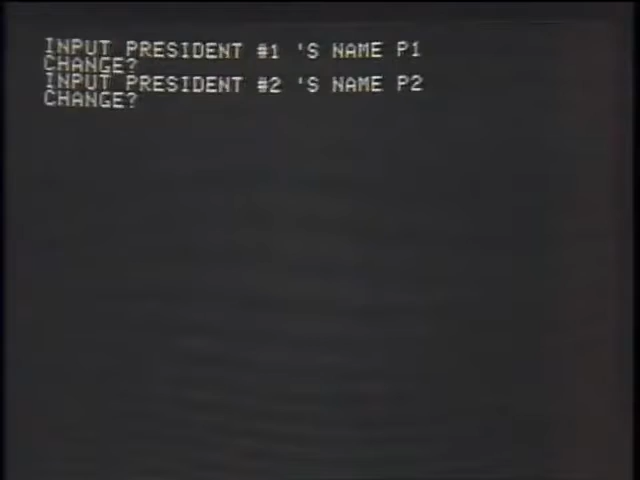 INPUT PRESIDENT #1 'S NAME P1
CHANGE?
INPUT PRESIDENT #2 'S NAME P2
CHANGE?